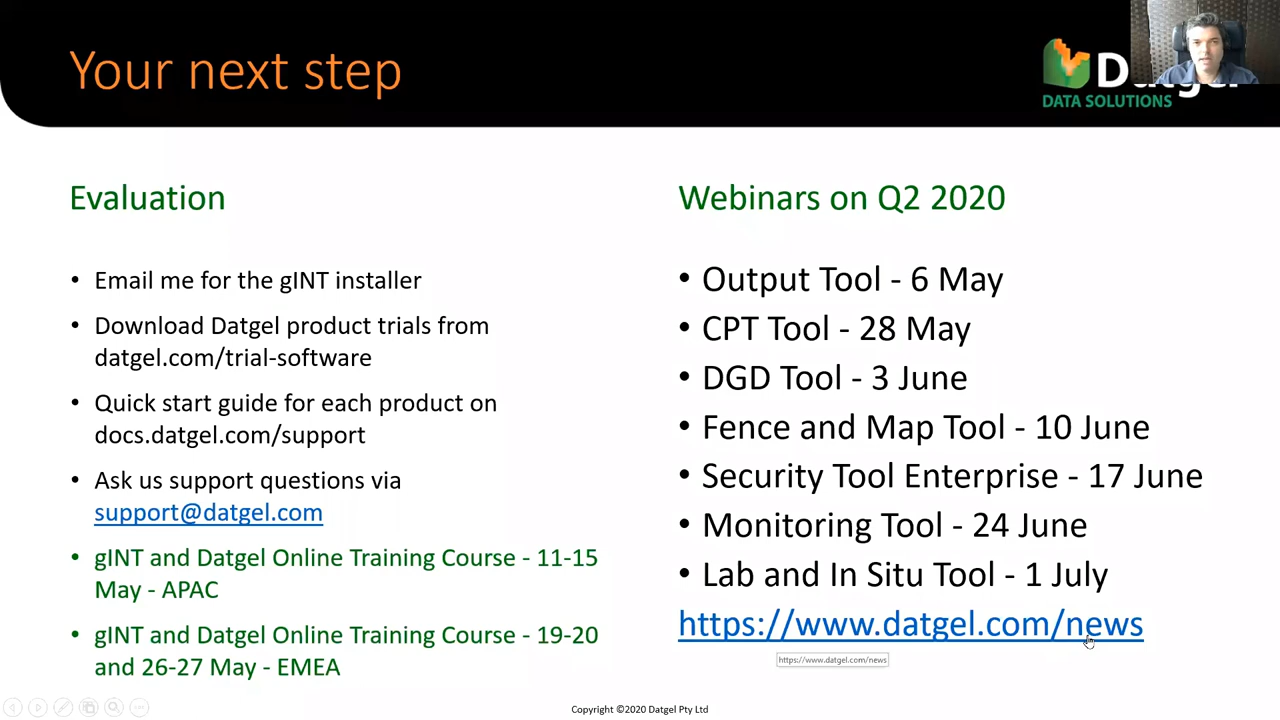 Your next step
DATA SOLUTIONS
Evaluation
• Email me for the gINT installer
• Download Datgel product trials from
datgel.com/trial-software
• Quick start guide for each product on
docs.datgel.com/support
• Ask us support questions via
support@datgel.com
• gINT and Datgel Online Training Course - 11-15
May - APAC
• gINT and Datgel Online Training Course - 19-20
and 26-27 May - EMEA
Webinars on Q2 2020
• Output Tool - 6 May
• CPT Tool - 28 May
• DGD Tool - 3 June
• Fence and Map Tool - 10 June
• Security Tool Enterprise - 17 June
• Monitoring Tool - 24 June
• Lab and In Situ Tool - 1 July
https://www.datgel.com/news
https://www.datgel.com/news
Copyright ©2020 Datgel Pty Ltd